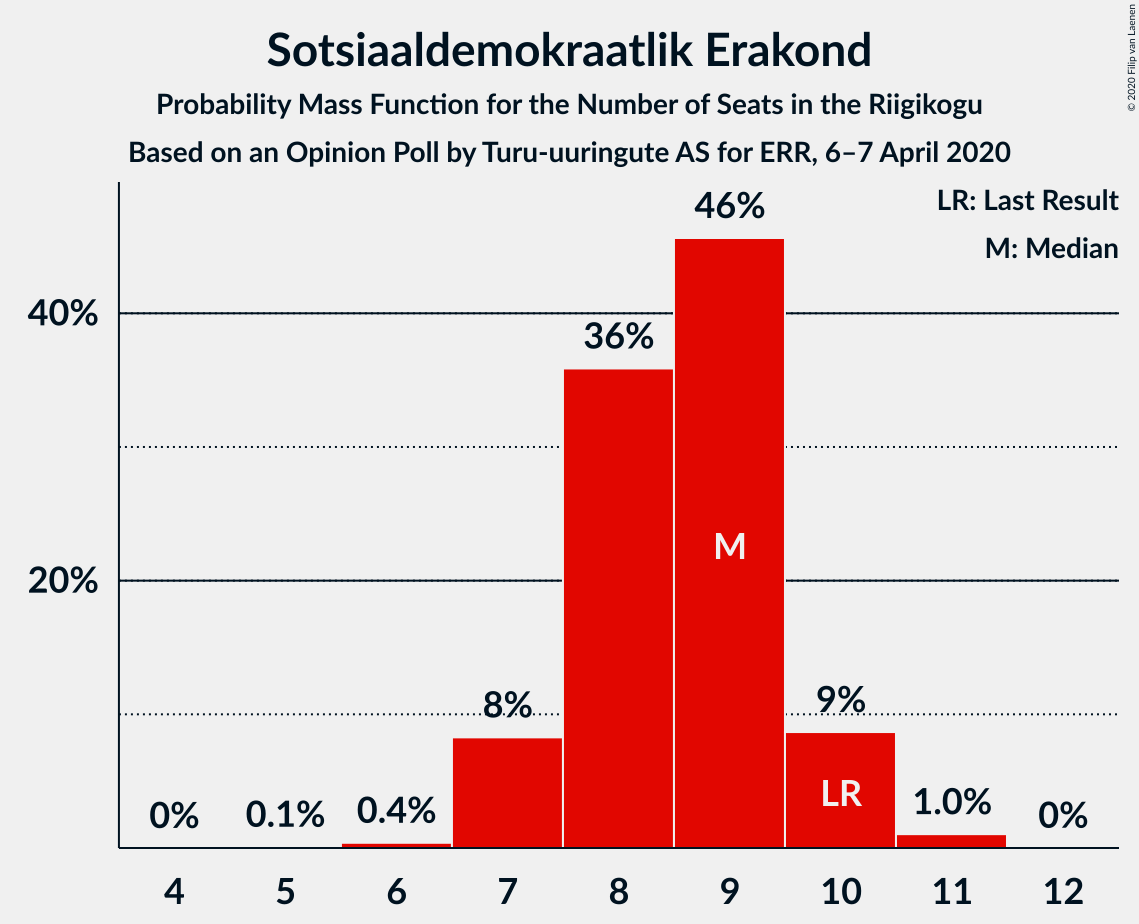 Sotsiaaldemokraatlik Erakond
Probability Mass Function for the Number of Seats in the Riigikogu
Based on an Opinion Poll by Turu-uuringute AS for ERR, 6–7 April 2020
© 2020 Filip van Laenen
LR: Last Result
M: Median
40%
20%
0%
0.1%
0.4%
8%
36%
46%
9%
1.0%
0%
M
LR
4 5 6 7 8 9 10 11 12